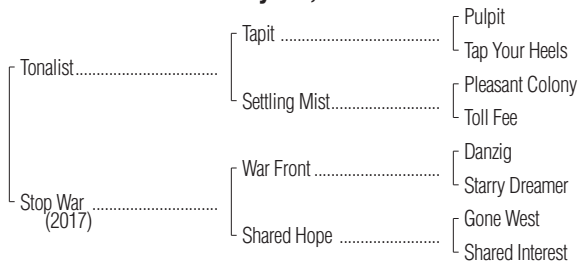 Pulpit
Tapit
Tap Your Heels
Tonalist
Pleasant Colony
Settling Mist
Toll Fee
Danzig
War Front
Starry Dreamer
Stop War
(2017)
Gone West
Shared Hope
Shared Interest